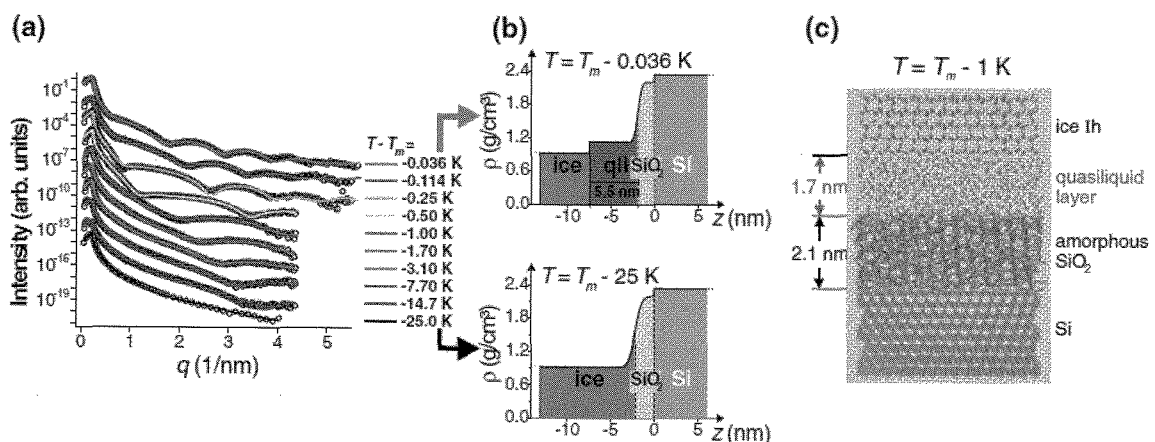 (a)
Intensity (arb. units)
10⁻¹
10⁻⁴
10⁻⁷
10⁻¹⁰
10⁻¹³
10⁻¹⁶
10⁻¹⁹
0 1 2 3 4 5
q (1/nm)
T - Tₘ =
-0.036 K
-0.114 K
-0.25 K
-0.50 K
-1.00 K
-1.70 K
-3.10 K
-7.70 K
-14.7 K
-25.0 K
(b)
T = Tₘ - 0.036 K
ρ (g/cm³)
2.4
1.8
1.2
0.6
0.0
ice qll SiO₂ Si
5.5 nm
-10 -5 0 5
z (nm)
T = Tₘ - 25 K
ρ (g/cm³)
2.4
1.8
1.2
0.6
0.0
ice SiO₂ Si
-10 -5 0 5
z (nm)
(c)
T = Tₘ - 1 K
ice Ih
1.7 nm
quasiliquid
layer
2.1 nm
amorphous
SiO₂
Si